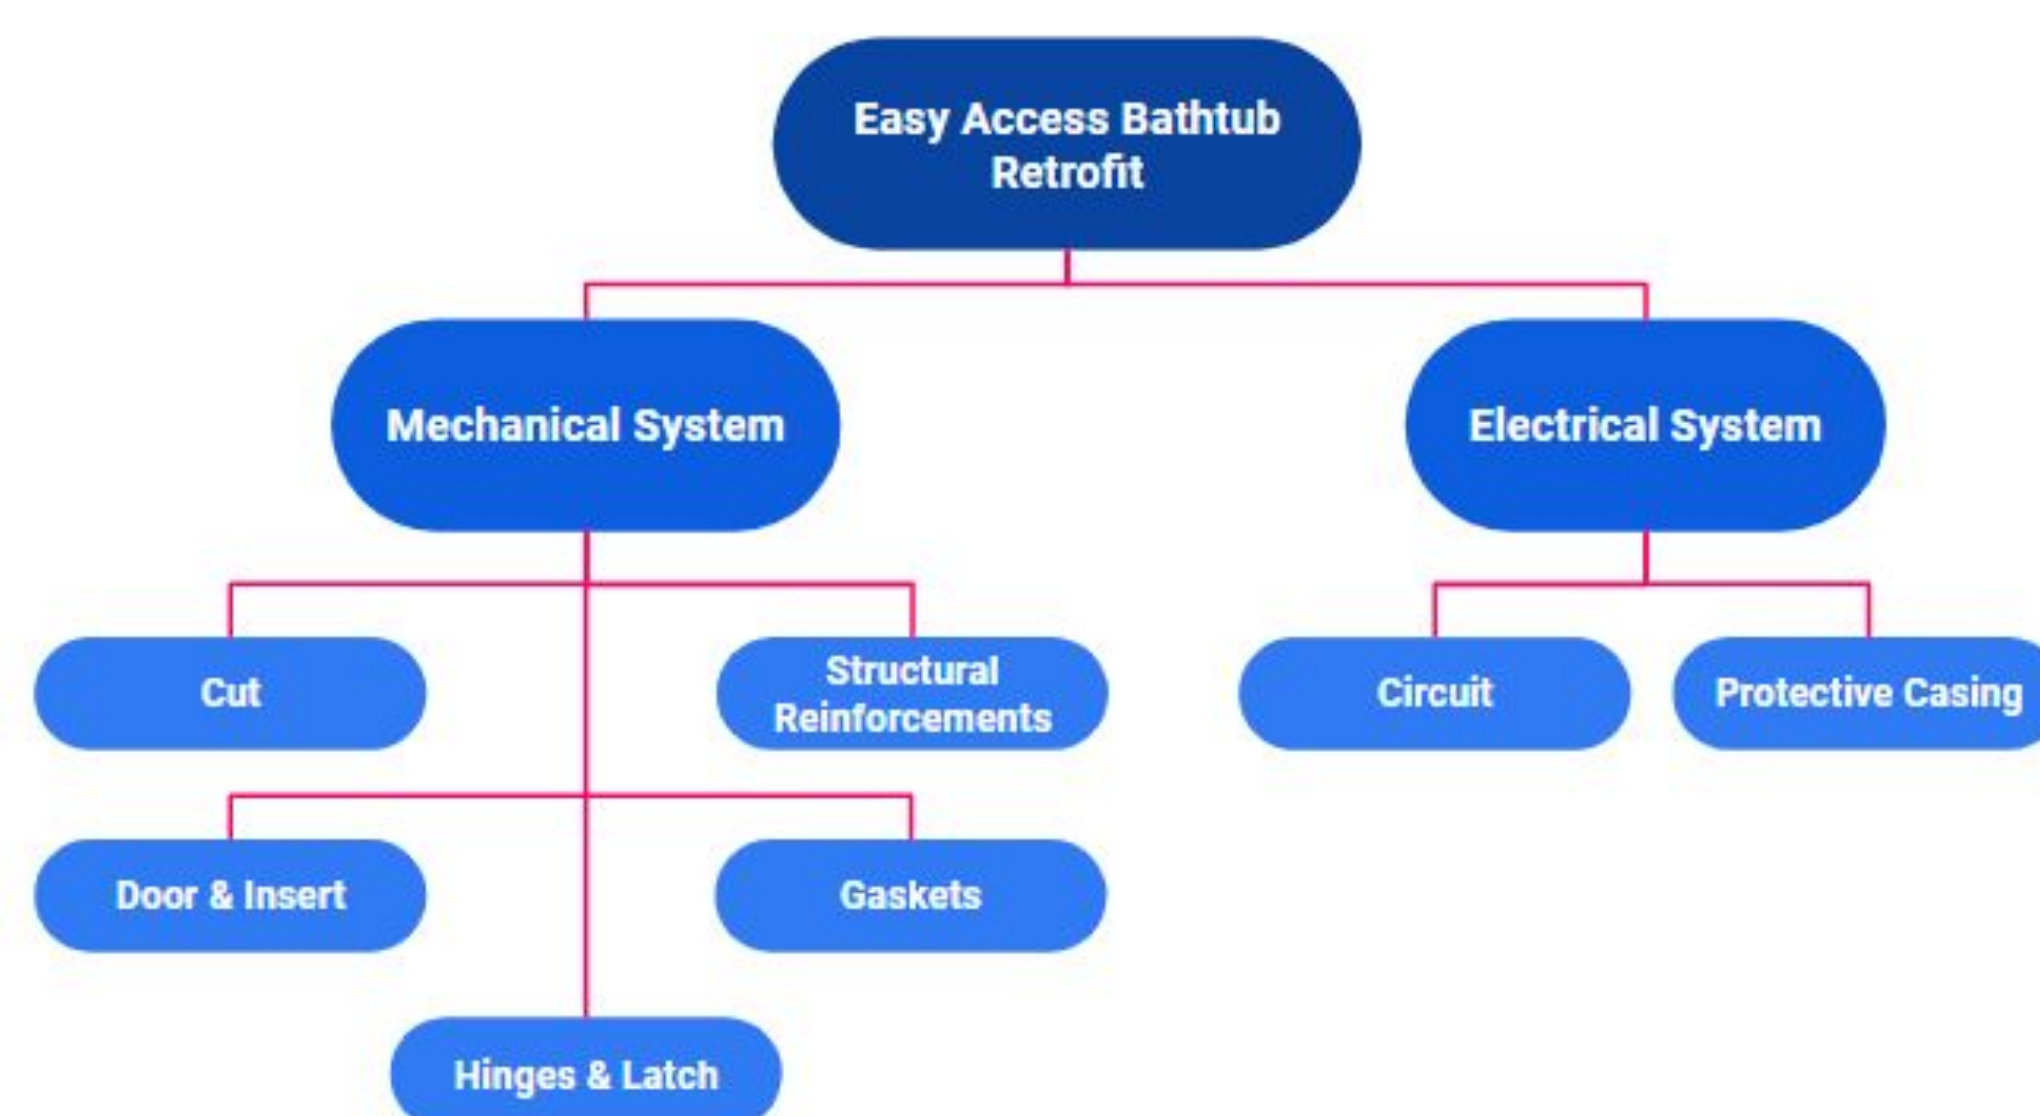 Easy Access Bathtub
Retrofit
Mechanical System
Electrical System
Cut
Structural
Reinforcements
Circuit
Protective Casing
Door & Insert
Gaskets
Hinges & Latch